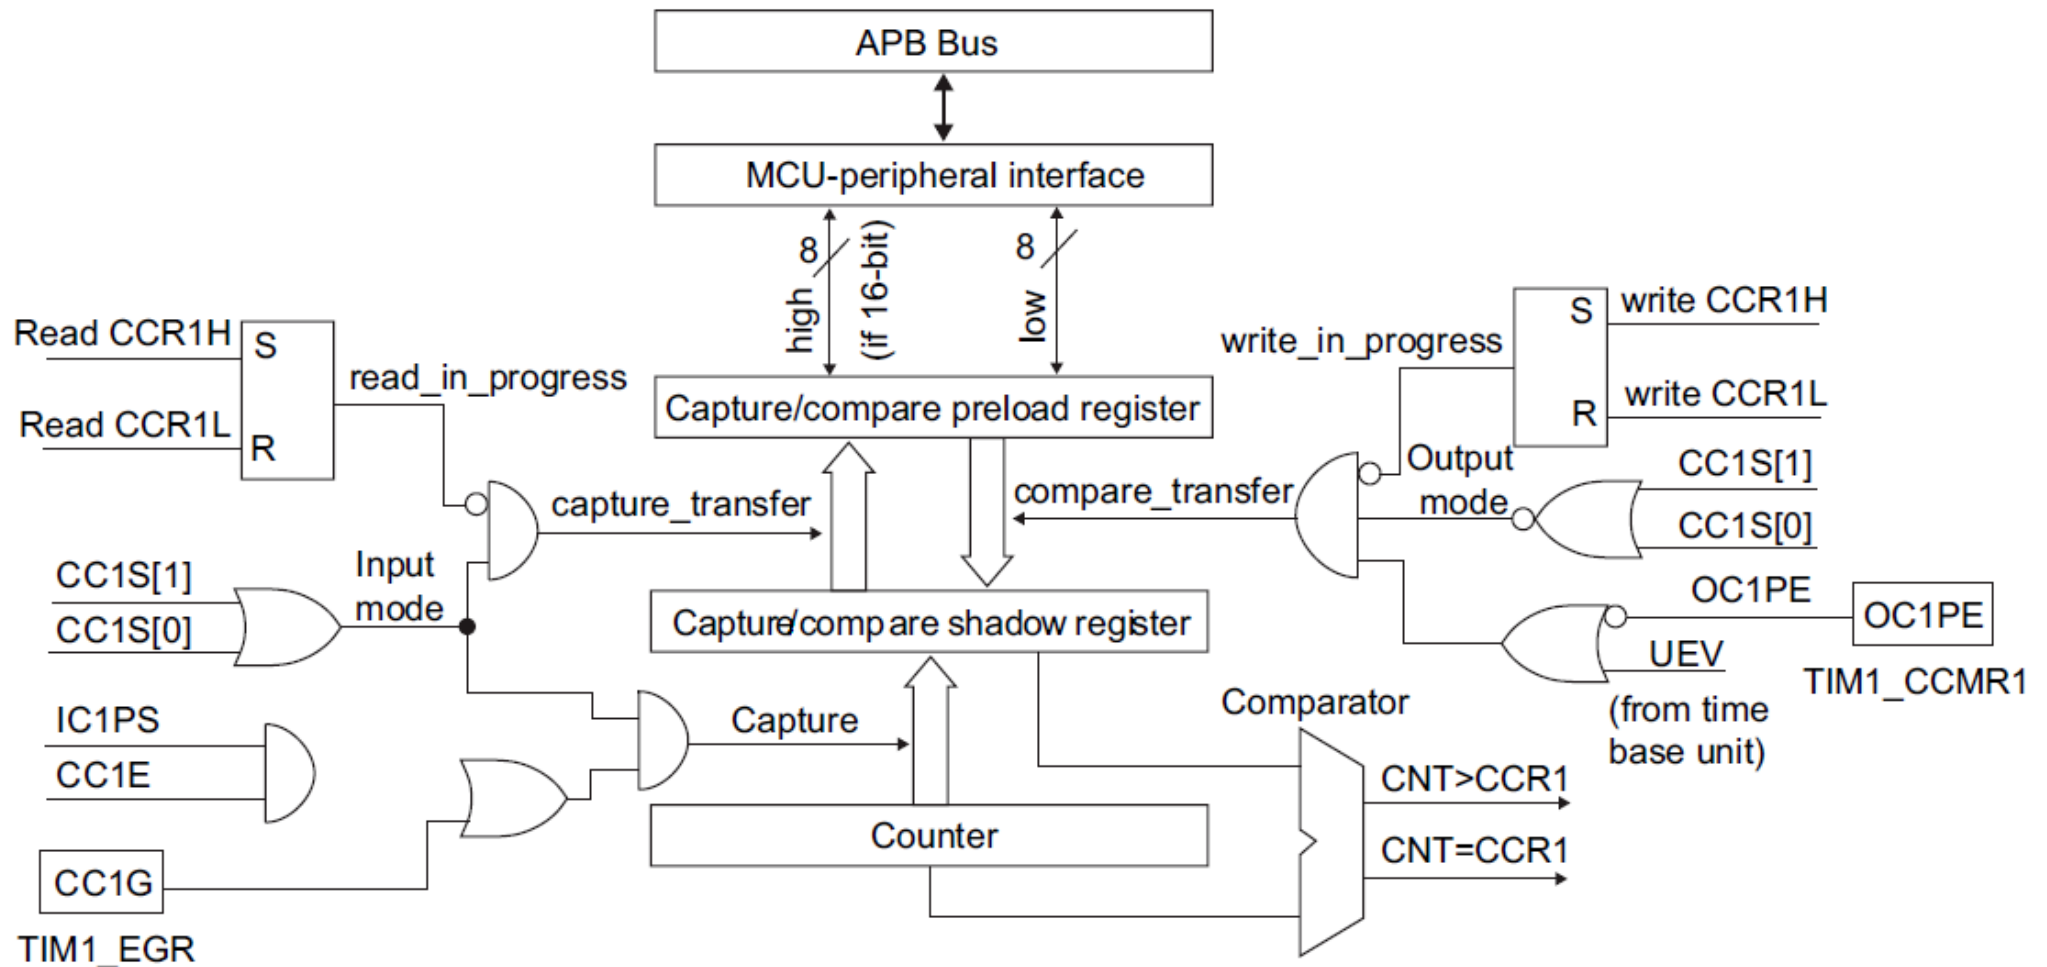 APB Bus
MCU-peripheral interface
8
high
(if 16-bit)
8
low
Read CCR1H
S
Read CCR1L
R
read_in_progress
write_in_progress
S
write CCR1H
R
write CCR1L
Capture/compare preload register
capture_transfer
compare_transfer
Output
mode
CC1S[1]
CC1S[0]
CC1S[1]
CC1S[0]
Input
mode
Capture/compare shadow register
OC1PE
OC1PE
UEV
TIM1_CCMR1
(from time
base unit)
IC1PS
CC1E
Capture
Comparator
CNT>CCR1
CNT=CCR1
Counter
CC1G
TIM1_EGR